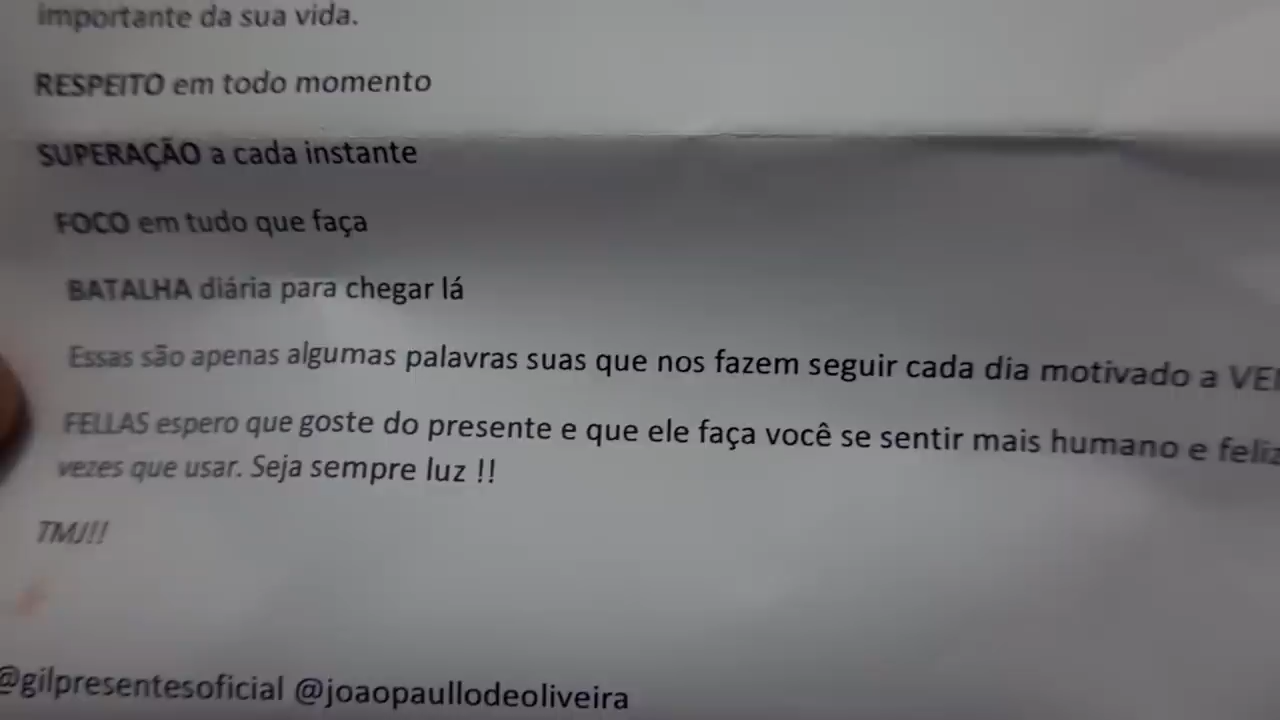 importante da sua vida.
RESPEITO em todo momento
SUPERAÇÃO a cada instante
FOCO em tudo que faça
BATALHA diária para chegar lá
Essas são apenas algumas palavras suas que nos fazem seguir cada dia motivado a
FELLAS espero que goste do presente e que ele faça você se sentir mais humano e feliz
vezes que usar. Seja sempre luz !!
TMJ!!
@gilpresentesoficial @joaopaullodeoliveira